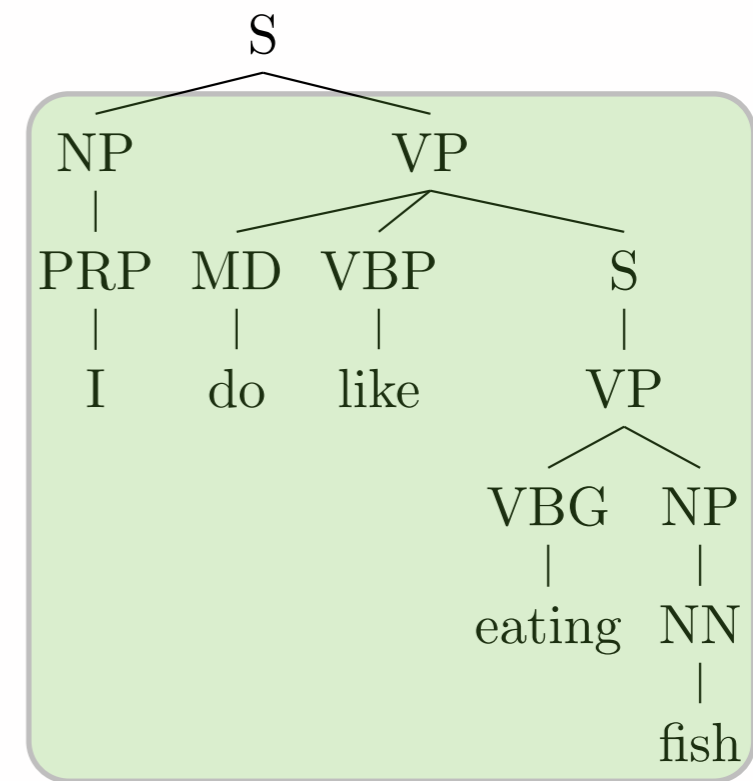 S
NP VP
PRP MD VBP S
I do like VP
VBG NP
eating NN
fish